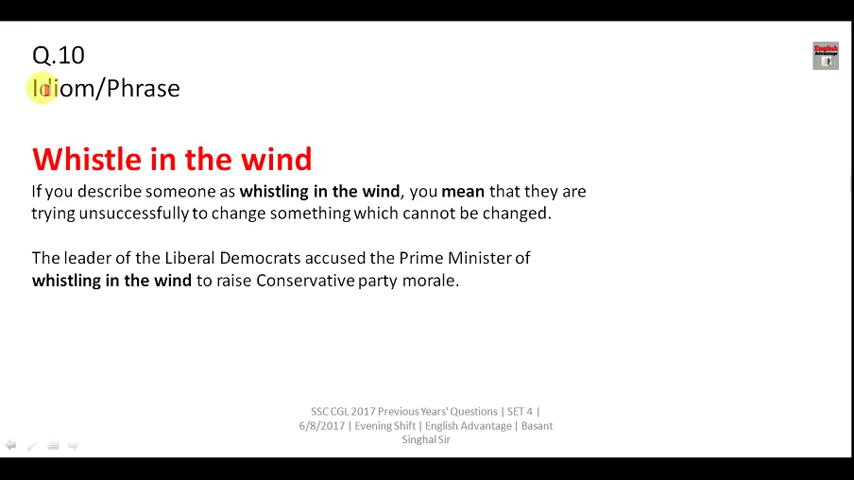 Q.10
Idiom/Phrase
English
Advantage
Whistle in the wind
If you describe someone as whistling in the wind, you mean that they are
trying unsuccessfully to change something which cannot be changed.
The leader of the Liberal Democrats accused the Prime Minister of
whistling in the wind to raise Conservative party morale.
SSC CGL 2017 Previous Years' Questions | SET 4 |
6/8/2017 | Evening Shift | English Advantage | Basant
Singhal Sir